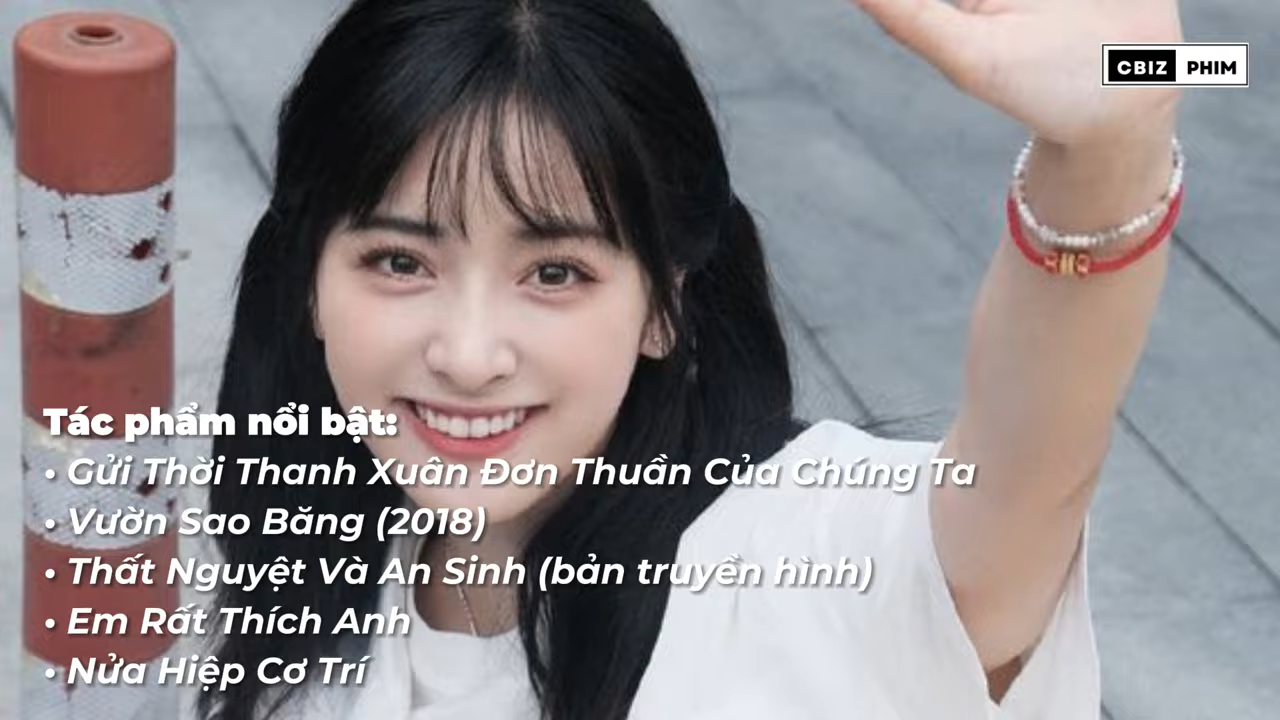 CBIZ PHIM
Tác phẩm nổi bật:
• Gửi Thời Thanh Xuân Đơn Thuần Của Chúng Ta
• Vườn Sao Băng (2018)
• Thất Nguyệt Và An Sinh (bản truyền hình)
• Em Rất Thích Anh
• Nửa Hiệp Cơ Trí